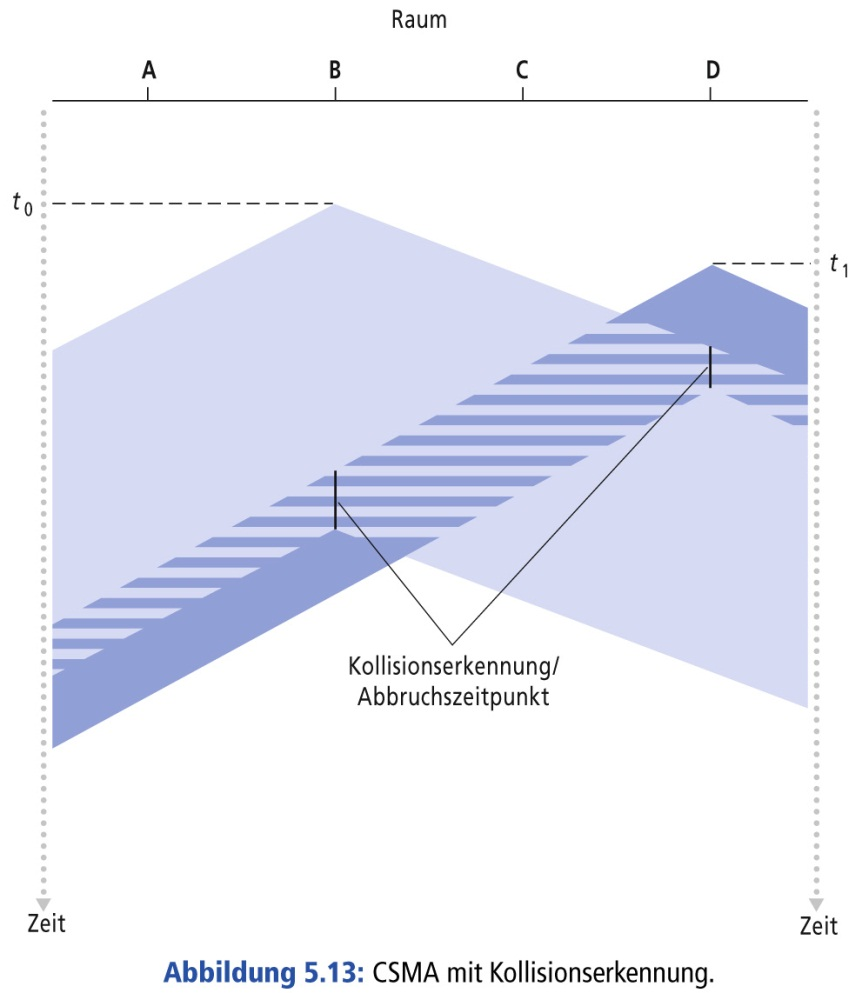 Raum
A B C D
t0
t1
Kollisionserkennung/
Abbruchszeitpunkt
Zeit Zeit
Abbildung 5.13: CSMA mit Kollisionserkennung.